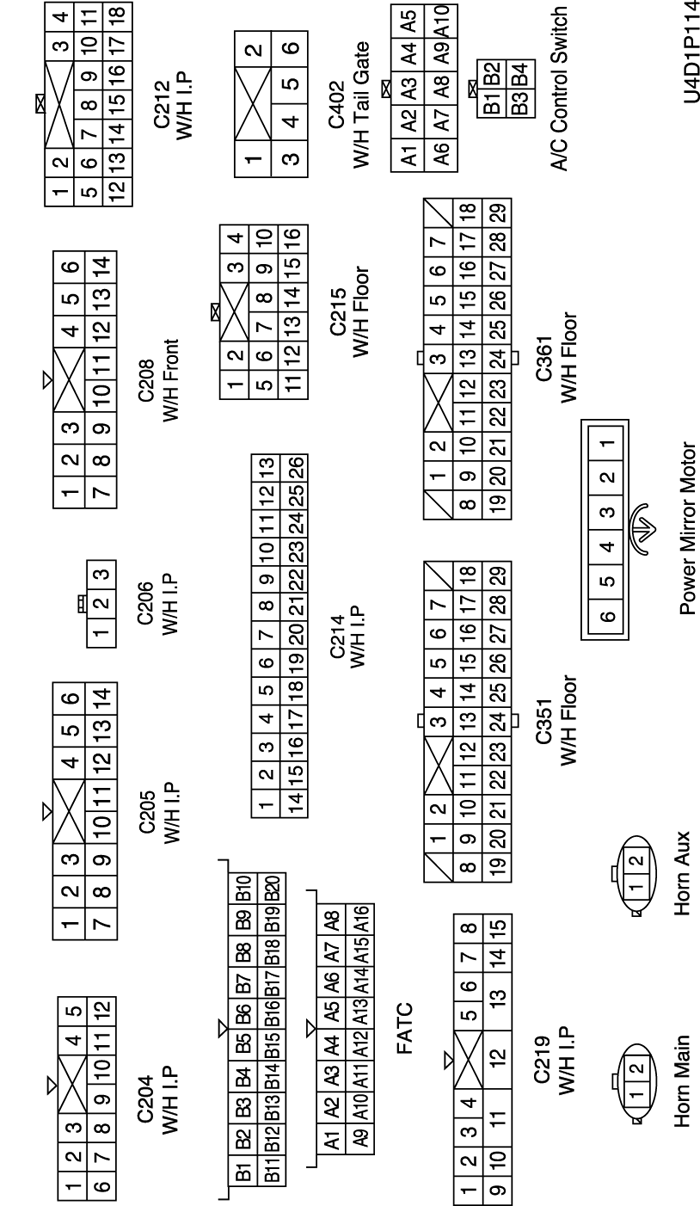 1 2 3 4 5
6 7 8 9 10 11 12
C204
W/H I.P
1 2 3 4 5 6
7 8 9 10 11 12 13 14
C205
W/H I.P
1 2 3
C206
W/H I.P
1 2 3 4 5 6
7 8 9 10 11 12 13 14
C208
W/H Front
1 2 3 4
5 6 7 8 9 10 11
12 13 14 15 16 17 18
C212
W/H I.P
B1 B2 B3 B4 B5 B6 B7 B8 B9 B10
B11 B12 B13 B14 B15 B16 B17 B18 B19 B20
A1 A2 A3 A4 A5 A6 A7 A8
A9 A10 A11 A12 A13 A14 A15 A16
FATC
1 2 3 4 5 6 7 8 9 10 11 12 13
14 15 16 17 18 19 20 21 22 23 24 25 26
C214
W/H I.P
1 2 3 4
5 6 7 8 9 10
11 12 13 14 15 16
C215
W/H Floor
1 2
3 4 5 6
C402
W/H Tail Gate
1 2 3 4 5 6 7 8
9 10 11 12 13 14 15
C219
W/H I.P
1 2 3 4 5 6 7
8 9 10 11 12 13 14 15 16 17 18
19 20 21 22 23 24 25 26 27 28 29
C351
W/H Floor
1 2 3 4 5 6 7
8 9 10 11 12 13 14 15 16 17 18
19 20 21 22 23 24 25 26 27 28 29
C361
W/H Floor
A1 A2 A3 A4 A5
A6 A7 A8 A9 A10
B1 B2
B3 B4
A/C Control Switch
1 2
Horn Main
1 2
Horn Aux
6 5 4 3 2 1
Power Mirror Motor
U4D1P114